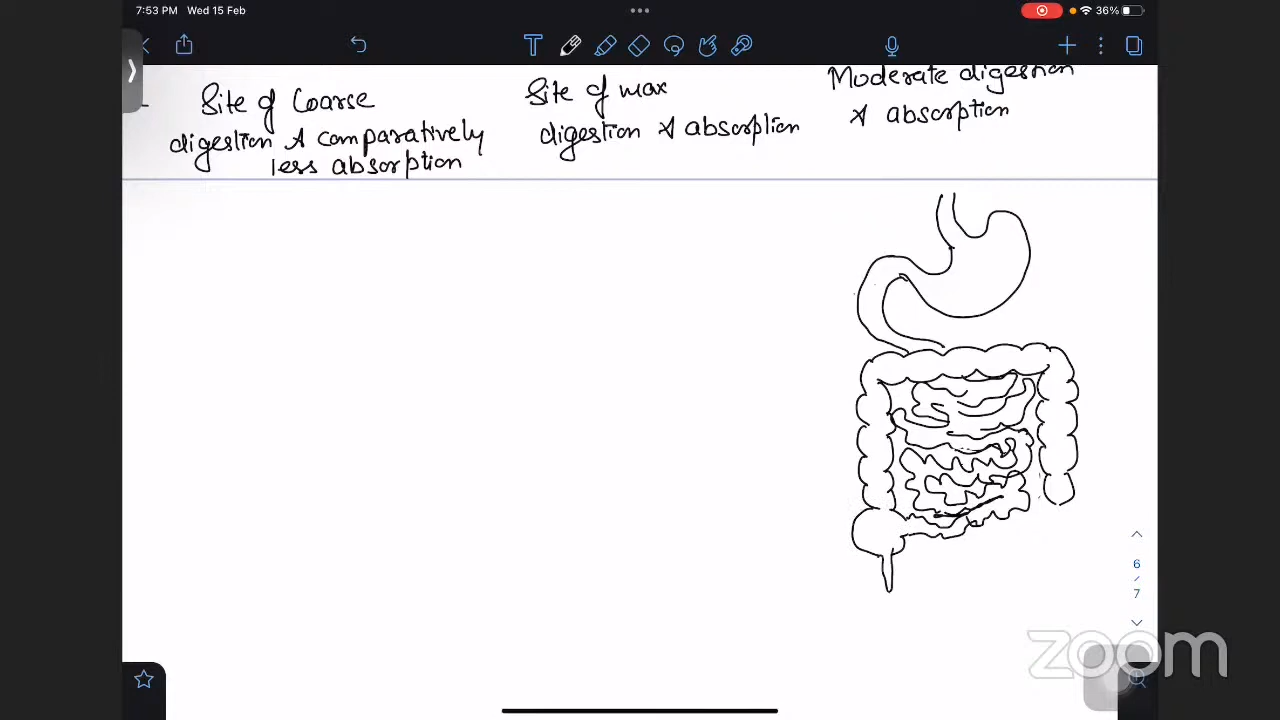 7:53 PM Wed 15 Feb
36%
Site of Coarse
digestion & comparatively
less absorption
Site of max
digestion & absorption
Moderate digestion
& absorption
6
7
zoom